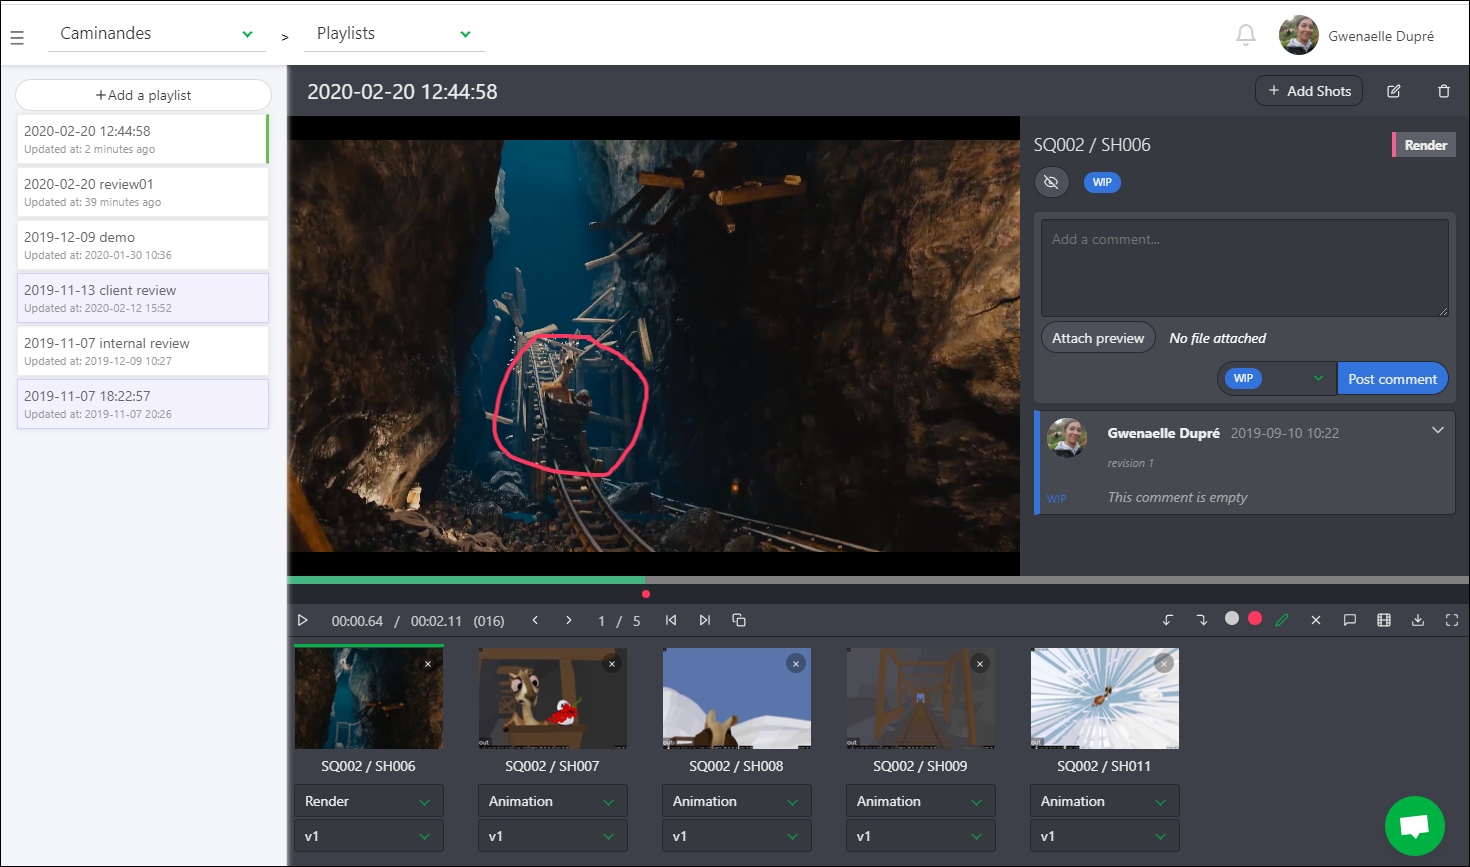 Caminandes
>
Playlists
Gwenaelle Dupré
+Add a playlist
2020-02-20 12:44:58
Updated at: 2 minutes ago
2020-02-20 review01
Updated at: 39 minutes ago
2019-12-09 demo
Updated at: 2020-01-30 10:36
2019-11-13 client review
Updated at: 2020-02-12 15:52
2019-11-07 internal review
Updated at: 2019-12-09 10:27
2019-11-07 18:22:57
Updated at: 2019-11-07 20:26
2020-02-20 12:44:58
+ Add Shots
SQ002 / SH006
Render
WIP
Add a comment...
Attach preview
No file attached
WIP
Post comment
Gwenaelle Dupré 2019-09-10 10:22
revision 1
WIP
This comment is empty
00:00.64 / 00:02.11 (016)
1 / 5
out
out
out
out
SQ002 / SH006
SQ002 / SH007
SQ002 / SH008
SQ002 / SH009
SQ002 / SH011
Render
Animation
Animation
Animation
Animation
v1
v1
v1
v1
v1